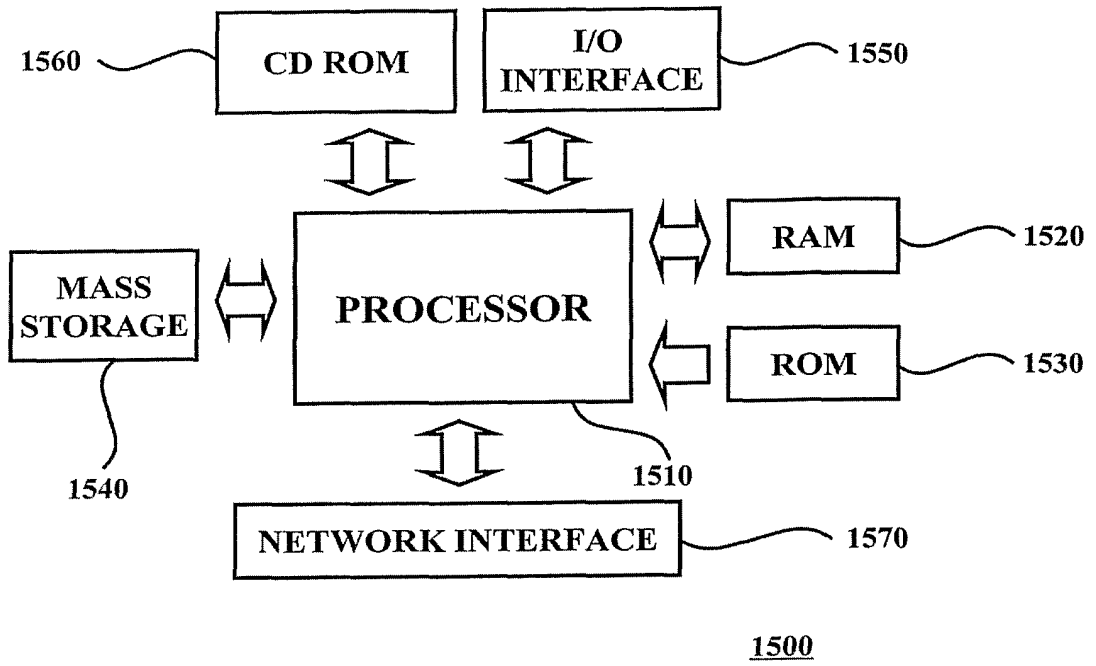 1560
CD ROM
I/O
INTERFACE
1550
RAM
1520
MASS
STORAGE
PROCESSOR
ROM
1530
1540
1510
NETWORK INTERFACE
1570
1500